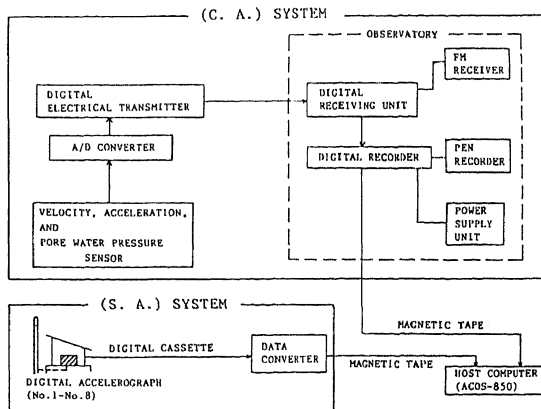 (C. A.) SYSTEM
OBSERVATORY
FM
RECEIVER
DIGITAL
ELECTRICAL TRANSMITTER
DIGITAL
RECEIVING UNIT
A/D CONVERTER
DIGITAL RECORDER
PEN
RECORDER
VELOCITY, ACCELERATION,
AND
PORE WATER PRESSURE
SENSOR
POWER
SUPPLY
UNIT
(S. A.) SYSTEM
DIGITAL CASSETTE
DATA
CONVERTER
MAGNETIC TAPE
MAGNETIC TAPE
DIGITAL ACCELEROGRAPH
(No.1-No.8)
HOST COMPUTER
(ACOS-850)